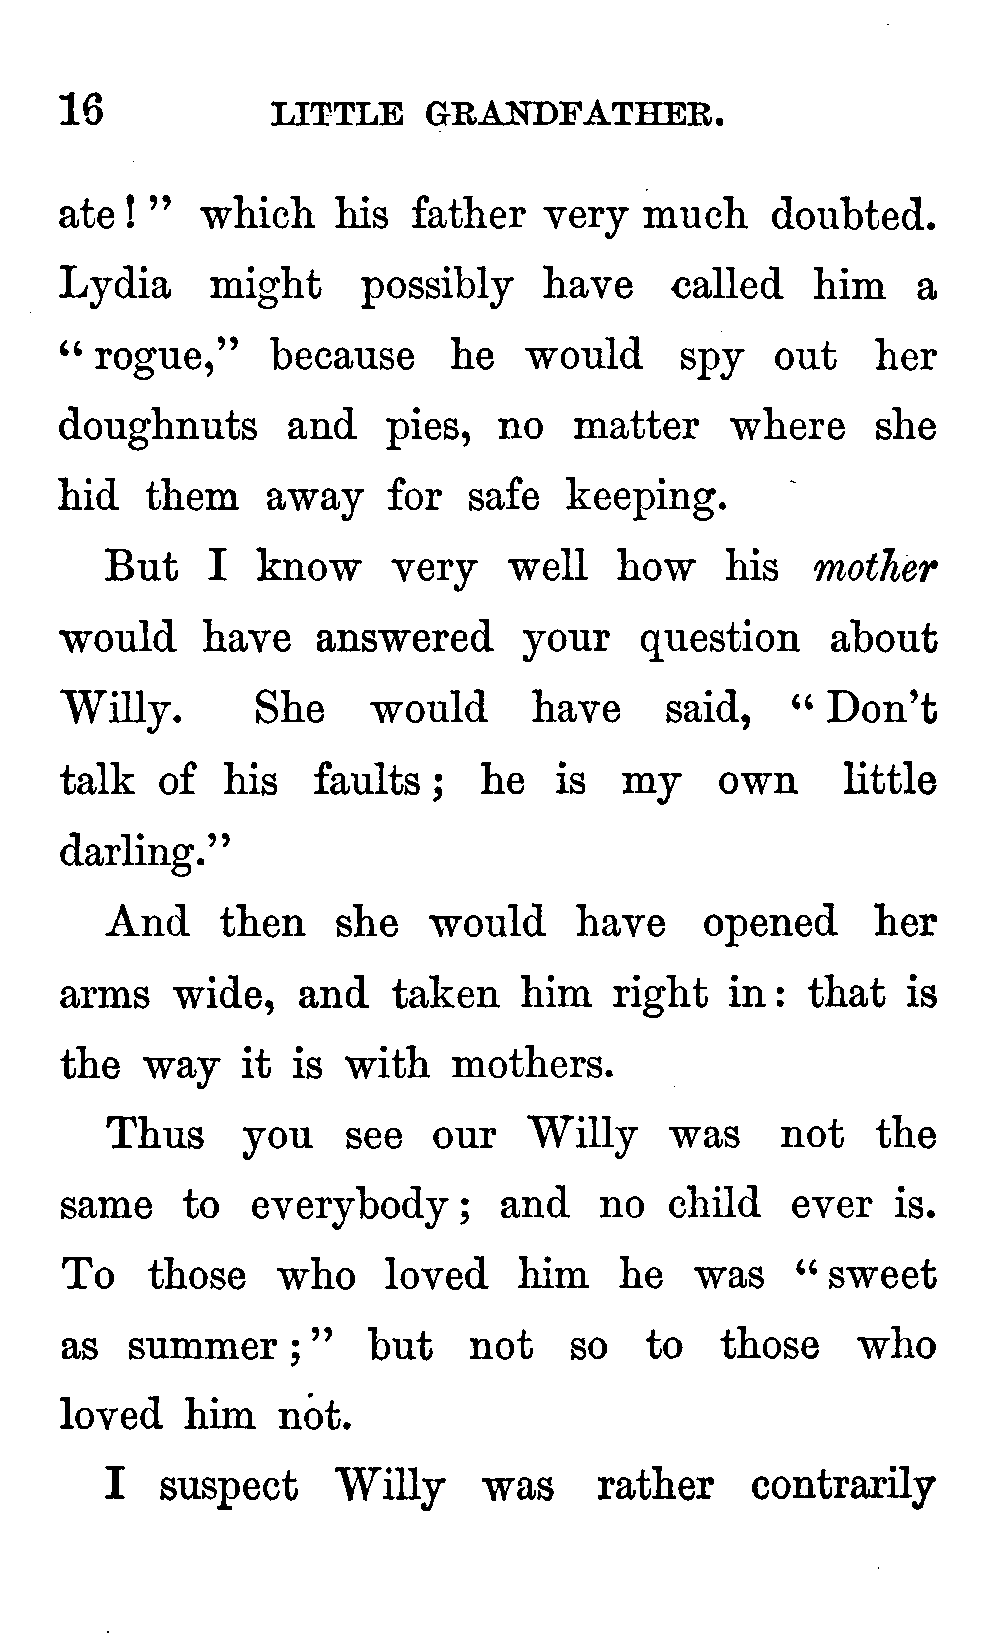 16 LITTLE GRANDFATHER.
ate!" which his father very much doubted.
Lydia might possibly have called him a
"rogue," because he would spy out her
doughnuts and pies, no matter where she
hid them away for safe keeping.
But I know very well how his mother
would have answered your question about
Willy. She would have said, "Don't
talk of his faults; he is my own little
darling."
And then she would have opened her
arms wide, and taken him right in: that is
the way it is with mothers.
Thus you see our Willy was not the
same to everybody; and no child ever is.
To those who loved him he was "sweet
as summer;" but not so to those who
loved him not.
I suspect Willy was rather contrarily